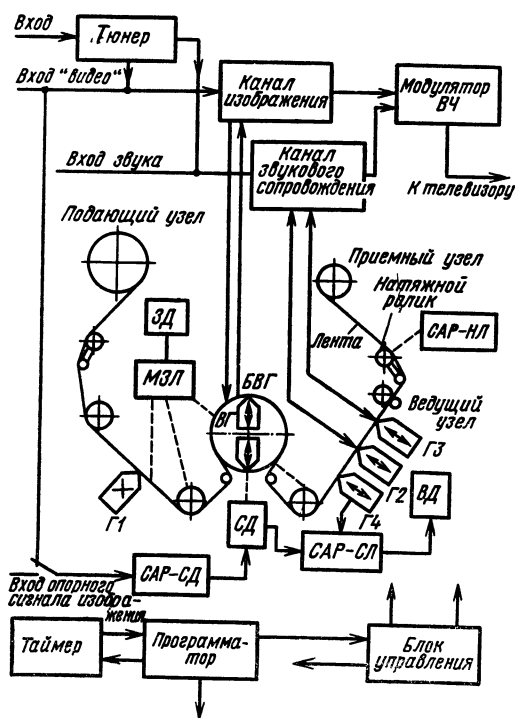 Вход
Тюнер
Вход "видео"
Канал
изображения
Модулятор
ВЧ
Вход звука
Канал
звукового
сопровождения
К телевизору
Подающий узел
Приемный узел
Натяжной
ролик
ЗД
САР-НЛ
Лента
МЗЛ
БВГ
ВГ
Ведущий
узел
Г3
Г2
Г4
ВД
Г1
СД
САР-СЛ
САР-СД
Вход опорного
сигнала изобра-
жения
Таймер
Программа-
тор
Блок
управления